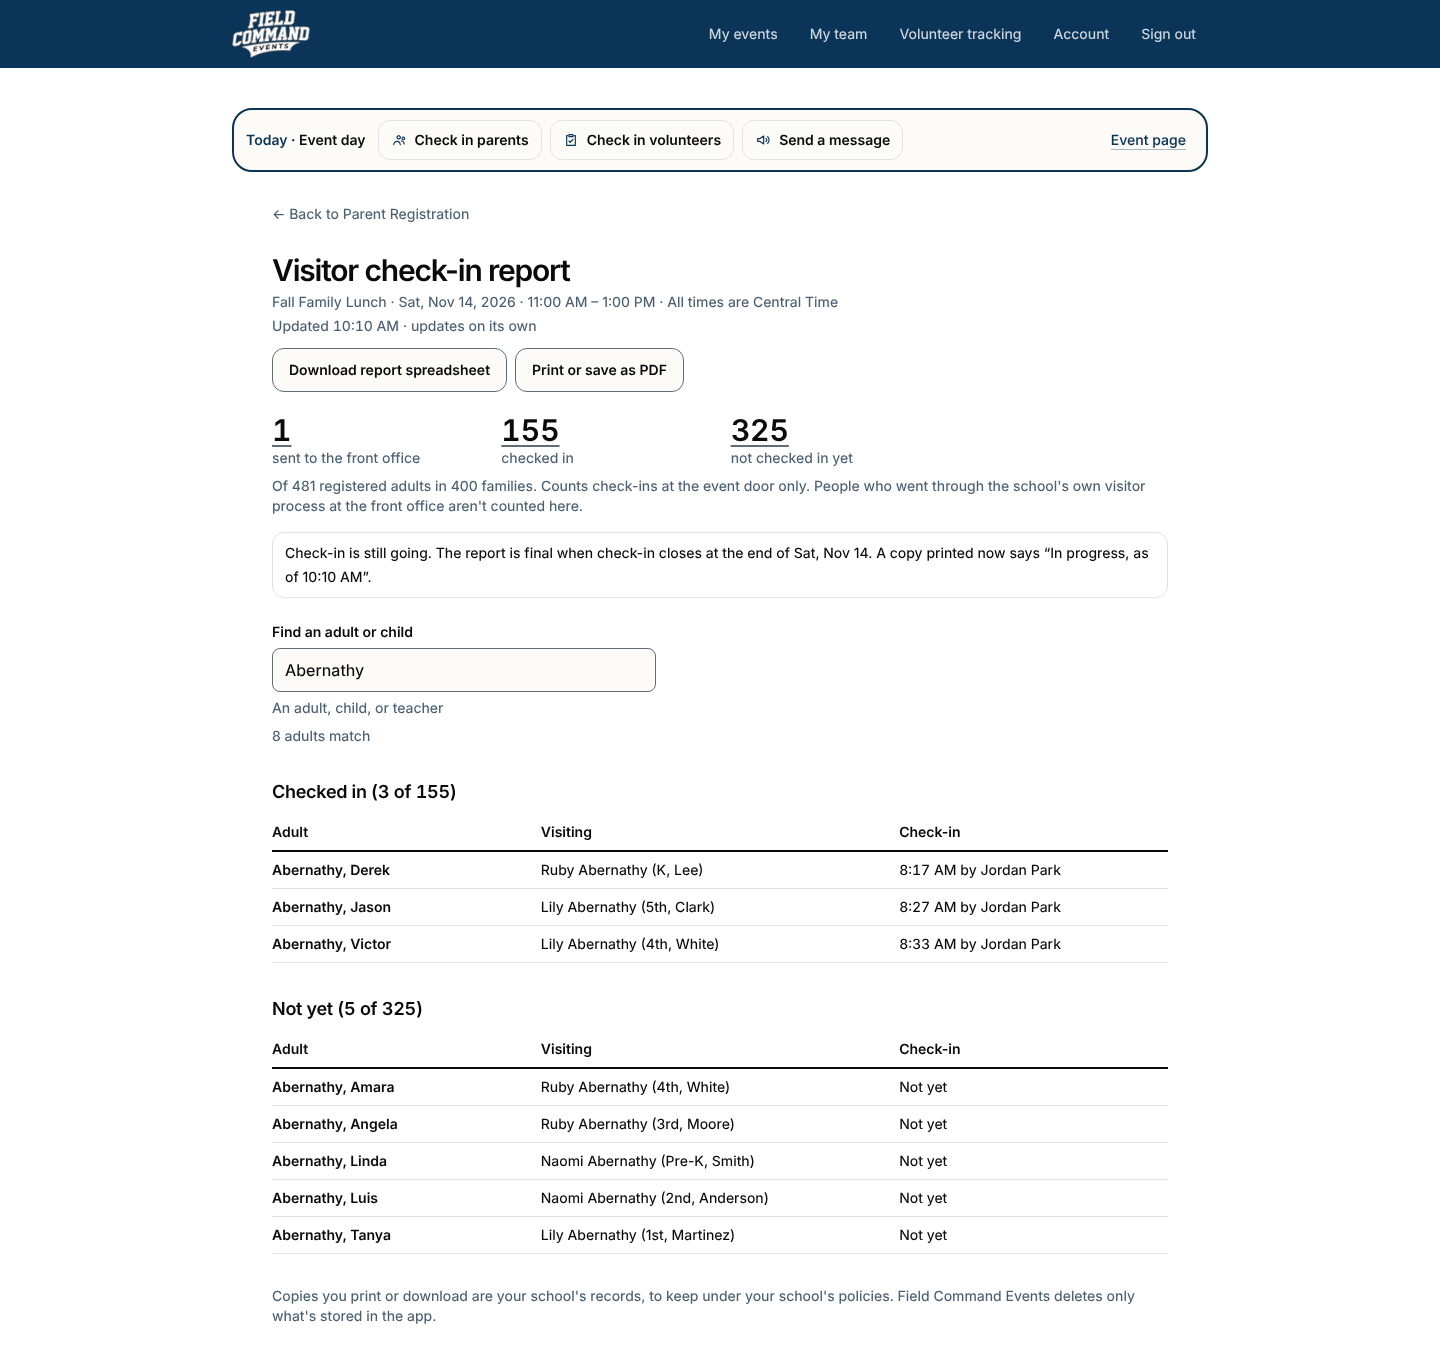 FIELD
COMMAND
EVENTS
My events
My team
Volunteer tracking
Account
Sign out
Today · Event day
Check in parents
Check in volunteers
Send a message
Event page
← Back to Parent Registration
Visitor check-in report
Fall Family Lunch · Sat, Nov 14, 2026 · 11:00 AM – 1:00 PM · All times are Central Time
Updated 10:10 AM · updates on its own
Download report spreadsheet
Print or save as PDF
1
sent to the front office
155
checked in
325
not checked in yet
Of 481 registered adults in 400 families. Counts check-ins at the event door only. People who went through the school's own visitor
process at the front office aren't counted here.
Check-in is still going. The report is final when check-in closes at the end of Sat, Nov 14. A copy printed now says “In progress, as
of 10:10 AM”.
Find an adult or child
Abernathy
An adult, child, or teacher
8 adults match
Checked in (3 of 155)
Adult Visiting Check-in
Abernathy, Derek Ruby Abernathy (K, Lee) 8:17 AM by Jordan Park
Abernathy, Jason Lily Abernathy (5th, Clark) 8:27 AM by Jordan Park
Abernathy, Victor Lily Abernathy (4th, White) 8:33 AM by Jordan Park
Not yet (5 of 325)
Adult Visiting Check-in
Abernathy, Amara Ruby Abernathy (4th, White) Not yet
Abernathy, Angela Ruby Abernathy (3rd, Moore) Not yet
Abernathy, Linda Naomi Abernathy (Pre-K, Smith) Not yet
Abernathy, Luis Naomi Abernathy (2nd, Anderson) Not yet
Abernathy, Tanya Lily Abernathy (1st, Martinez) Not yet
Copies you print or download are your school's records, to keep under your school's policies. Field Command Events deletes only
what's stored in the app.